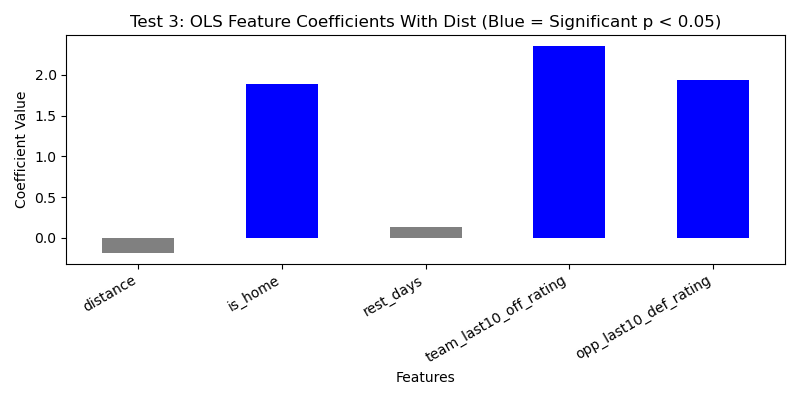 Test 3: OLS Feature Coefficients With Dist (Blue = Significant p < 0.05)
Coefficient Value
2.0
1.5
1.0
0.5
0.0
distance
is_home
rest_days
team_last10_off_rating
opp_last10_def_rating
Features